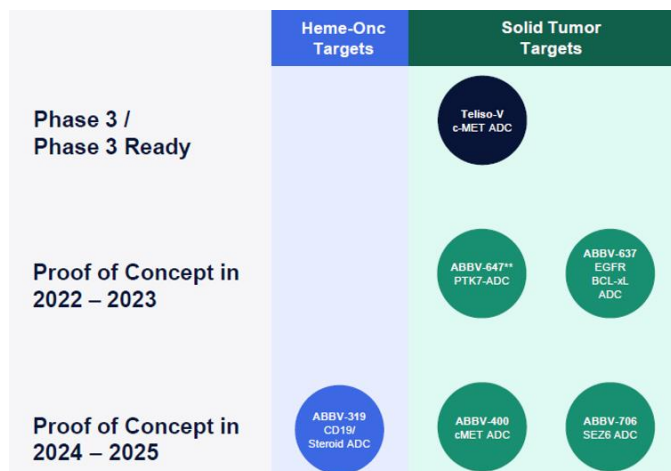 Heme-Onc
Targets
Solid Tumor
Targets
Phase 3 /
Phase 3 Ready
Teliso-V
c-MET ADC
Proof of Concept in
2022 – 2023
ABBV-647**
PTK7-ADC
ABBV-637
EGFR
BCL-xL
ADC
Proof of Concept in
2024 – 2025
ABBV-319
CD19/
Steroid ADC
ABBV-400
cMET ADC
ABBV-706
SEZ6 ADC